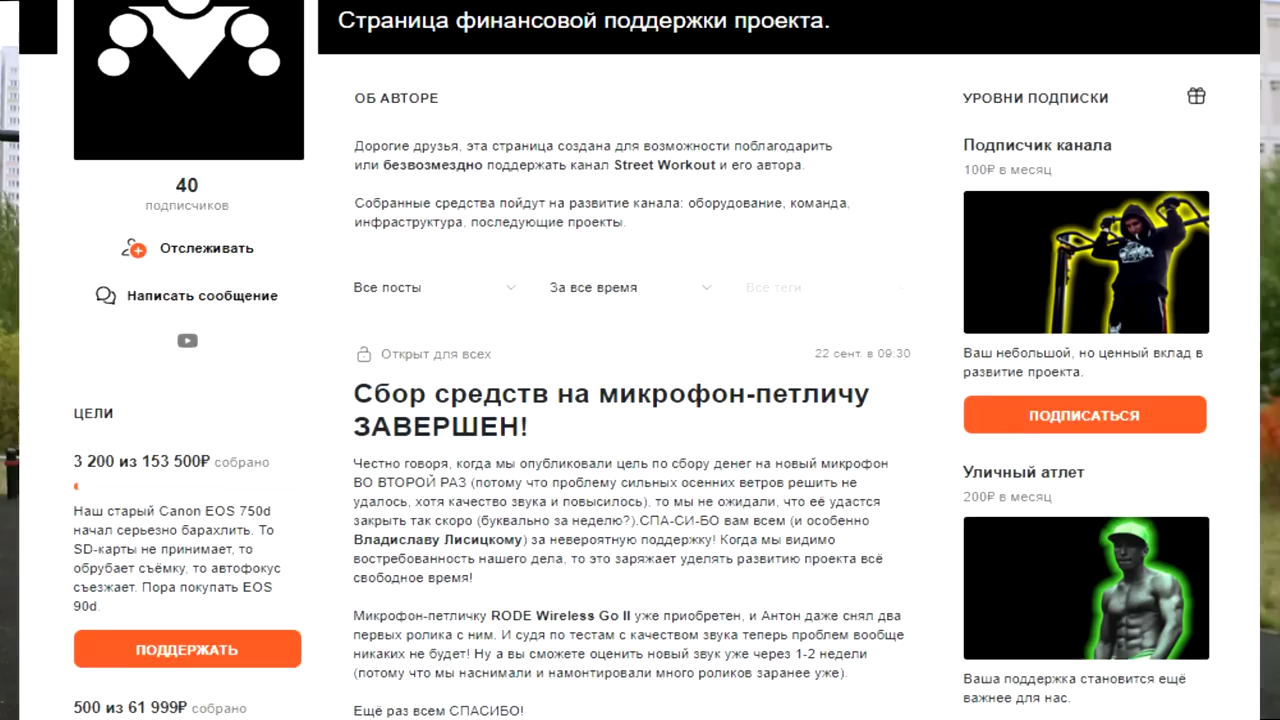 Страница финансовой поддержки проекта.
40
подписчиков
Отслеживать
Написать сообщение
ЦЕЛИ
3 200 из 153 500₽ собрано
Наш старый Canon EOS 750d
начал серьезно барахлить. То
SD-карты не принимает, то
обрубает съёмку, то автофокус
съезжает. Пора покупать EOS
90d.
ПОДДЕРЖАТЬ
500 из 61 999₽ собрано
ОБ АВТОРЕ
Дорогие друзья, эта страница создана для возможности поблагодарить
или безвозмездно поддержать канал Street Workout и его автора.
Собранные средства пойдут на развитие канала: оборудование, команда,
инфраструктура, последующие проекты.
Все посты
За все время
Все теги
Открыт для всех
22 сент. в 09:30
Сбор средств на микрофон-петличу
ЗАВЕРШЕН!
Честно говоря, когда мы опубликовали цель по сбору денег на новый микрофон
ВО ВТОРОЙ РАЗ (потому что проблему сильных осенних ветров решить не
удалось, хотя качество звука и повысилось), то мы не ожидали, что её удастся
закрыть так скоро (буквально за неделю?).СПА-СИ-БО вам всем (и особенно
Владиславу Лисицкому) за невероятную поддержку! Когда мы видимо
востребованность нашего дела, то это заряжает уделять развитию проекта всё
свободное время!
Микрофон-петличку RODE Wireless Go II уже приобретен, и Антон даже снял два
первых ролика с ним. И судя по тестам с качеством звука теперь проблем вообще
никаких не будет! Ну а вы сможете оценить новый звук уже через 1-2 недели
(потому что мы наснимали и намонтировали много роликов заранее уже).
Ещё раз всем СПАСИБО!
УРОВНИ ПОДПИСКИ
Подписчик канала
100₽ в месяц
Ваш небольшой, но ценный вклад в
развитие проекта.
ПОДПИСАТЬСЯ
Уличный атлет
200₽ в месяц
Ваша поддержка становится ещё
важнее для нас.